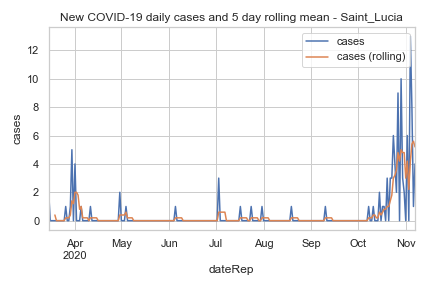 New COVID-19 daily cases and 5 day rolling mean - Saint_Lucia
cases
cases (rolling)
12
10
8
6
4
2
0
cases
Apr May Jun Jul Aug Sep Oct Nov
2020
dateRep